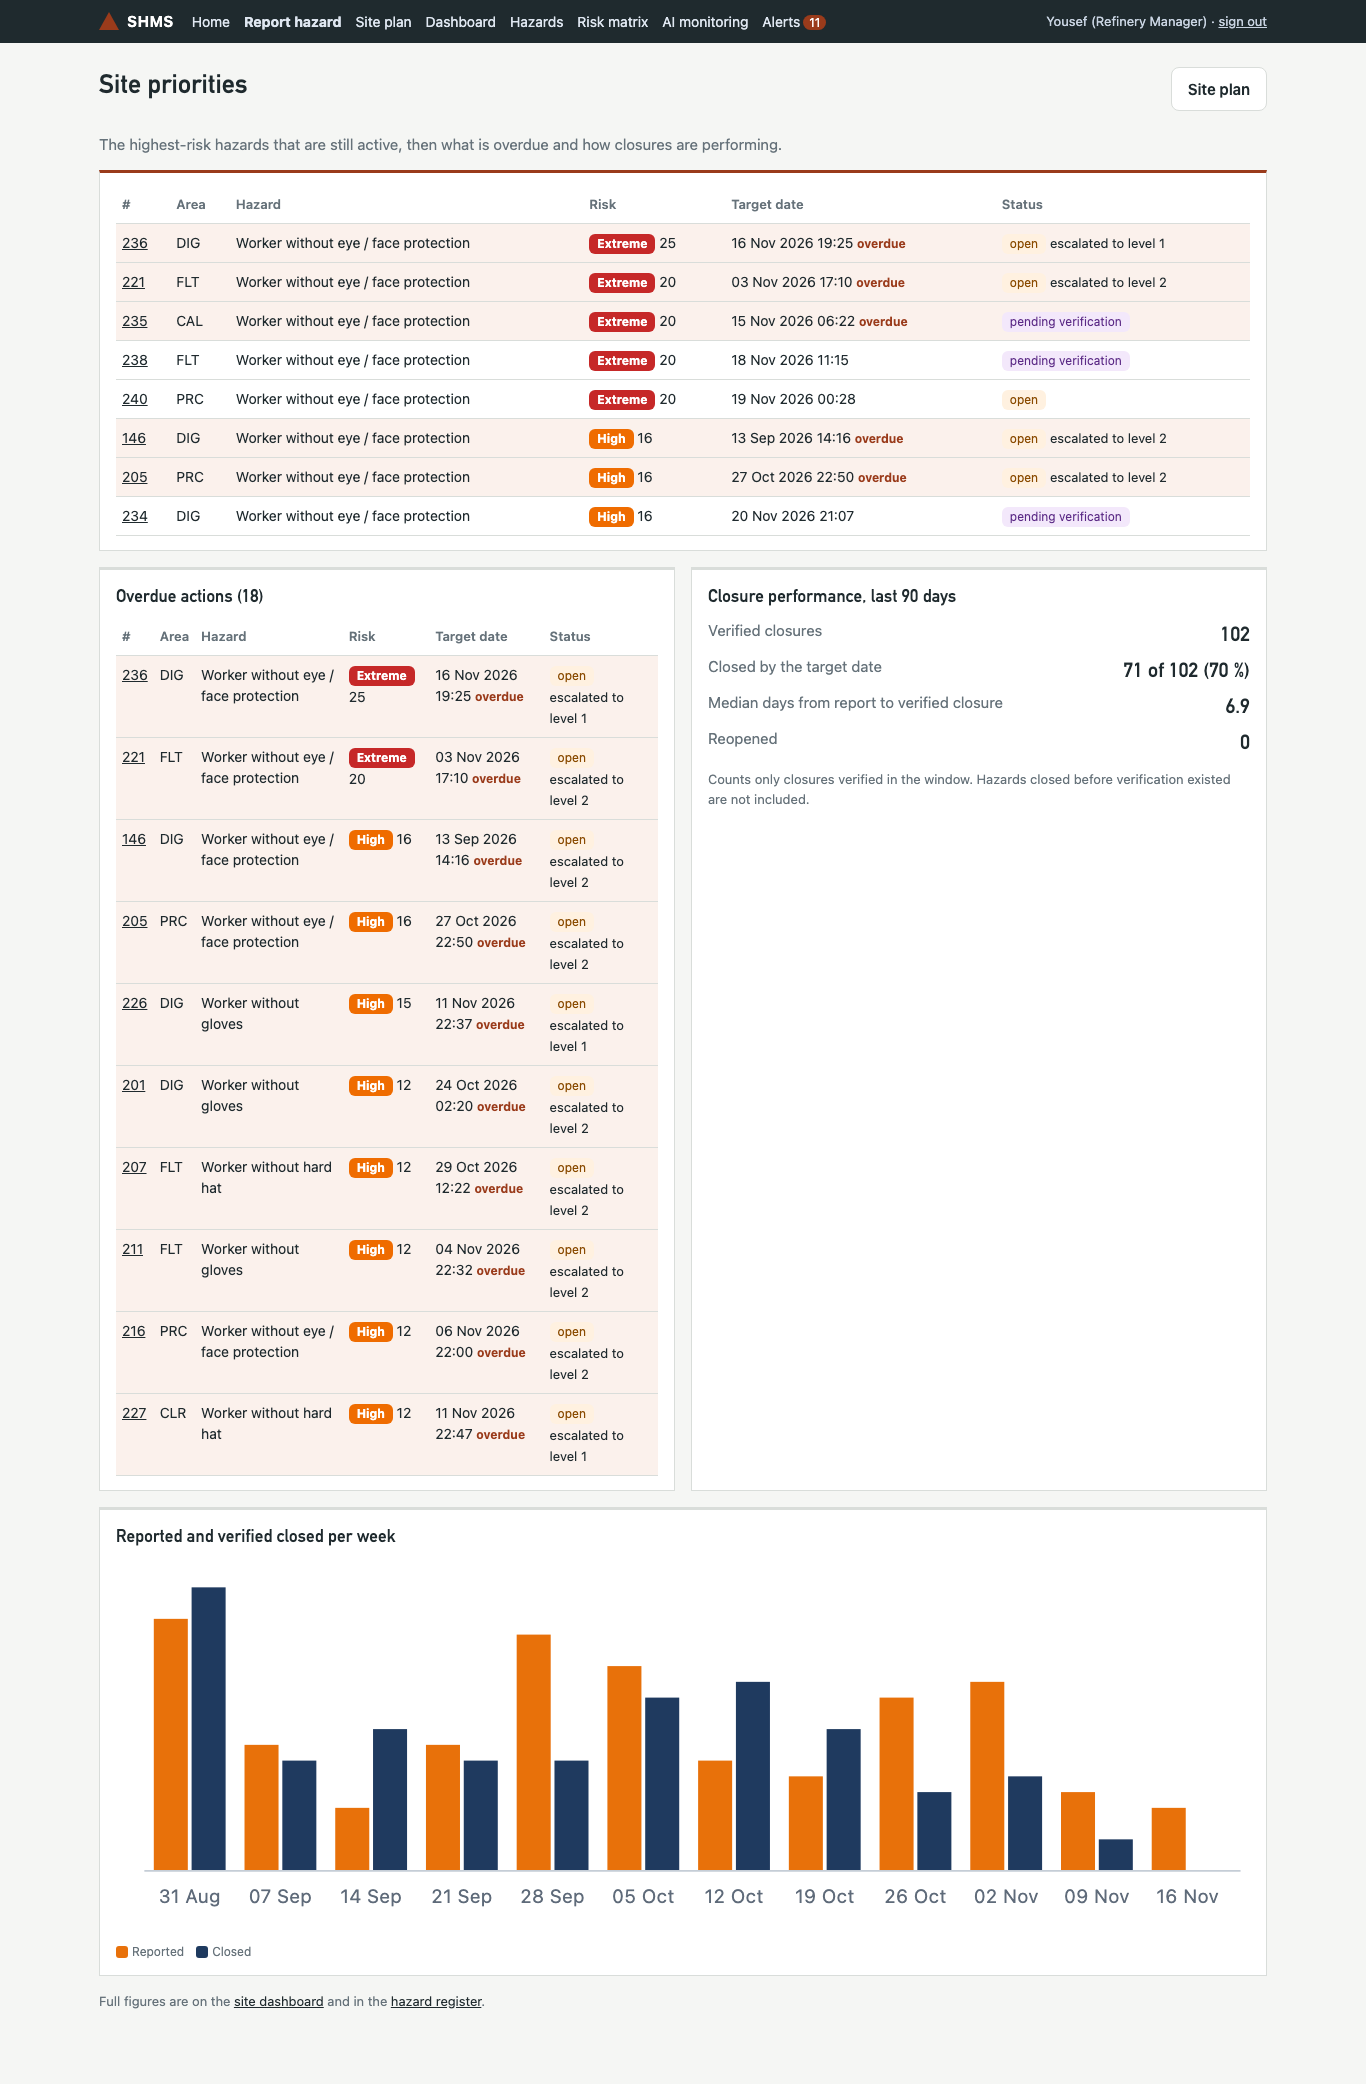 SHMS Home Report hazard Site plan Dashboard Hazards Risk matrix AI monitoring Alerts 11 Yousef (Refinery Manager) · sign out
Site priorities
Site plan
The highest-risk hazards that are still active, then what is overdue and how closures are performing.
# Area Hazard Risk Target date Status
236 DIG Worker without eye / face protection Extreme 25 16 Nov 2026 19:25 overdue open escalated to level 1
221 FLT Worker without eye / face protection Extreme 20 03 Nov 2026 17:10 overdue open escalated to level 2
235 CAL Worker without eye / face protection Extreme 20 15 Nov 2026 06:22 overdue pending verification
238 FLT Worker without eye / face protection Extreme 20 18 Nov 2026 11:15 pending verification
240 PRC Worker without eye / face protection Extreme 20 19 Nov 2026 00:28 open
146 DIG Worker without eye / face protection High 16 13 Sep 2026 14:16 overdue open escalated to level 2
205 PRC Worker without eye / face protection High 16 27 Oct 2026 22:50 overdue open escalated to level 2
234 DIG Worker without eye / face protection High 16 20 Nov 2026 21:07 pending verification
Overdue actions (18)
# Area Hazard Risk Target date Status
236 DIG Worker without eye / Extreme 16 Nov 2026 open
face protection 25 19:25 overdue escalated to
level 1
221 FLT Worker without eye / Extreme 03 Nov 2026 open
face protection 20 17:10 overdue escalated to
level 2
146 DIG Worker without eye / High 16 13 Sep 2026 open
face protection 14:16 overdue escalated to
level 2
205 PRC Worker without eye / High 16 27 Oct 2026 open
face protection 22:50 overdue escalated to
level 2
226 DIG Worker without High 15 11 Nov 2026 open
gloves 22:37 overdue escalated to
level 1
201 DIG Worker without High 12 24 Oct 2026 open
gloves 02:20 overdue escalated to
level 2
207 FLT Worker without hard High 12 29 Oct 2026 open
hat 12:22 overdue escalated to
level 2
211 FLT Worker without High 12 04 Nov 2026 open
gloves 22:32 overdue escalated to
level 2
216 PRC Worker without eye / High 12 06 Nov 2026 open
face protection 22:00 overdue escalated to
level 2
227 CLR Worker without hard High 12 11 Nov 2026 open
hat 22:47 overdue escalated to
level 1
Closure performance, last 90 days
Verified closures 102
Closed by the target date 71 of 102 (70 %)
Median days from report to verified closure 6.9
Reopened 0
Counts only closures verified in the window. Hazards closed before verification existed
are not included.
Reported and verified closed per week
31 Aug 07 Sep 14 Sep 21 Sep 28 Sep 05 Oct 12 Oct 19 Oct 26 Oct 02 Nov 09 Nov 16 Nov
Reported Closed
Full figures are on the site dashboard and in the hazard register.